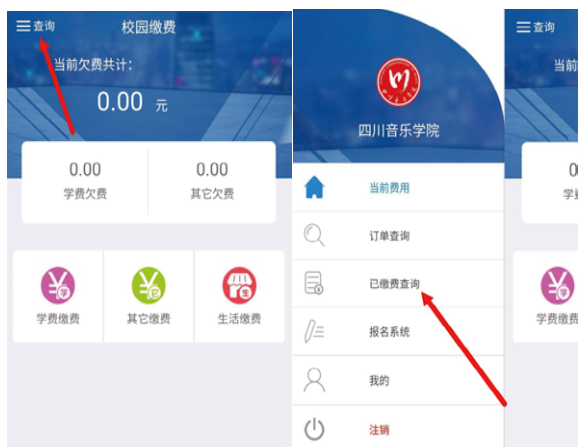 查询 校园缴费
当前欠费共计：
0.00 元
0.00 0.00
学费欠费 其它欠费
学费缴费 其它缴费 生活缴费
四川音乐学院
当前费用
订单查询
已缴费查询
报名系统
我的
注销
查询
当前
学费缴费